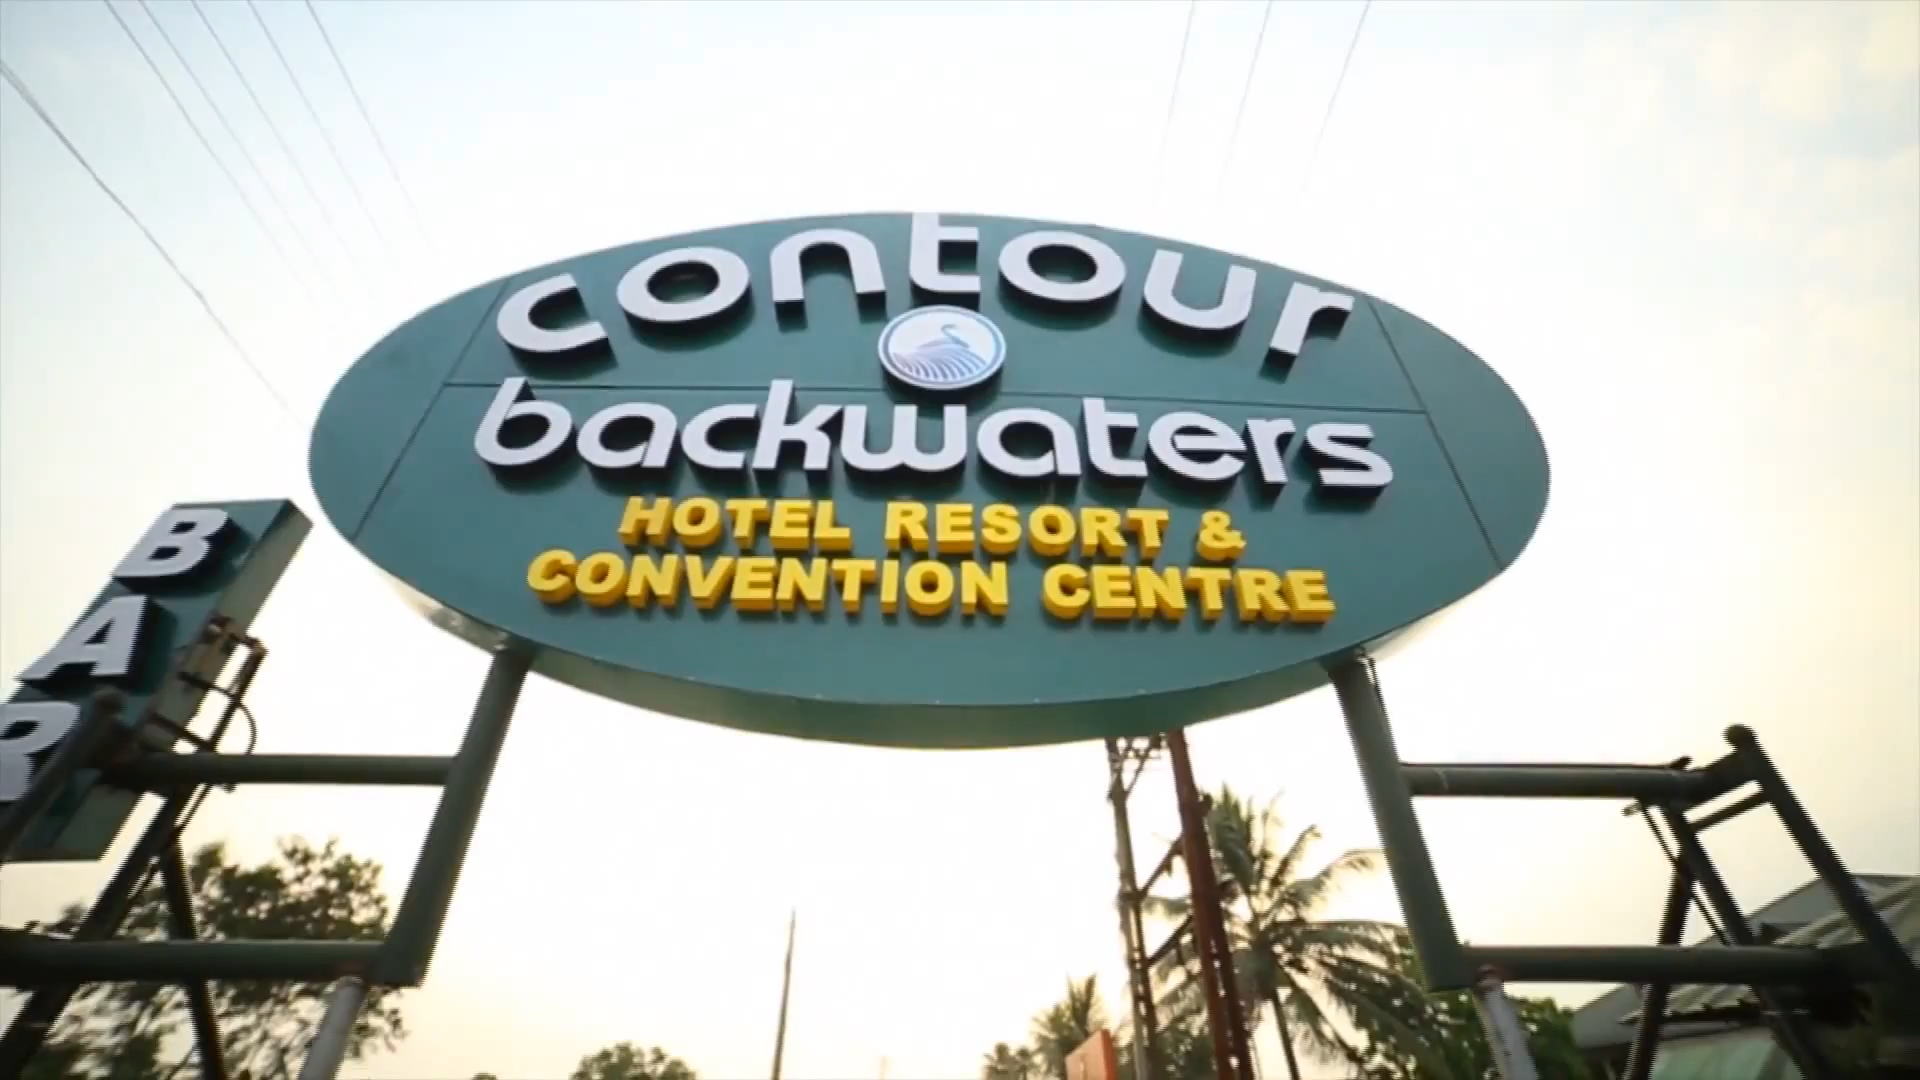 contour
backwaters
HOTEL RESORT &
CONVENTION CENTRE
BAR